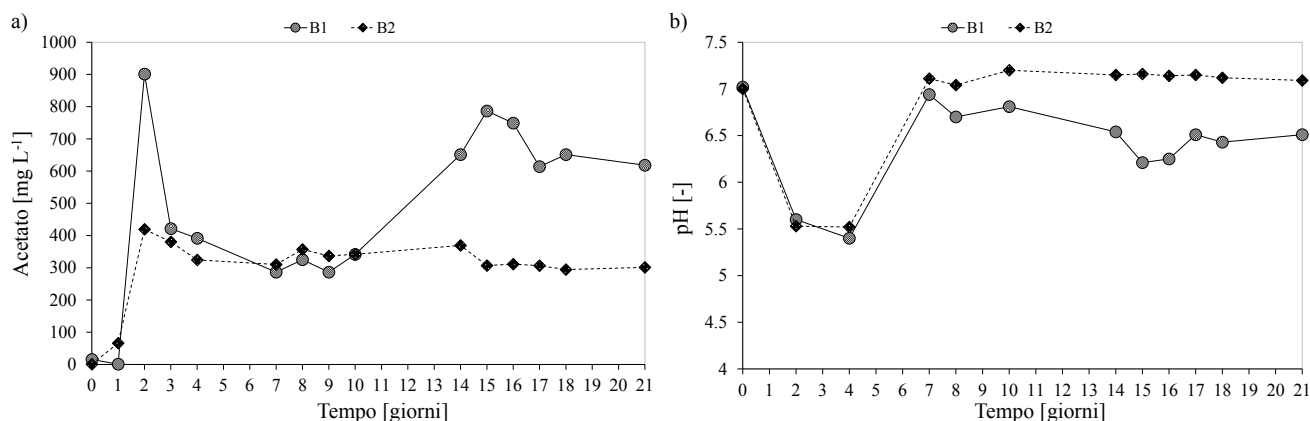 a)
B1 B2
1000
900
800
700
600
500
400
300
200
100
0
Acetato [mg L-1]
0 1 2 3 4 5 6 7 8 9 10 11 12 13 14 15 16 17 18 19 20 21
Tempo [giorni]
b)
B1 B2
7.5
7
6.5
6
5.5
5
4.5
4
pH [-]
0 1 2 3 4 5 6 7 8 9 10 11 12 13 14 15 16 17 18 19 20 21
Tempo [giorni]